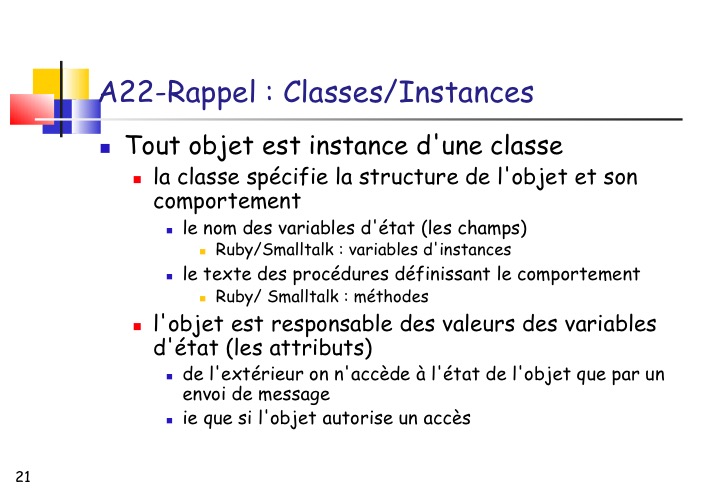 A22-Rappel : Classes/Instances
Tout objet est instance d'une classe
la classe spécifie la structure de l'objet et son
comportement
le nom des variables d'état (les champs)
Ruby/Smalltalk : variables d'instances
le texte des procédures définissant le comportement
Ruby/ Smalltalk : méthodes
l'objet est responsable des valeurs des variables
d'état (les attributs)
de l'extérieur on n'accède à l'état de l'objet que par un
envoi de message
ie que si l'objet autorise un accès
21